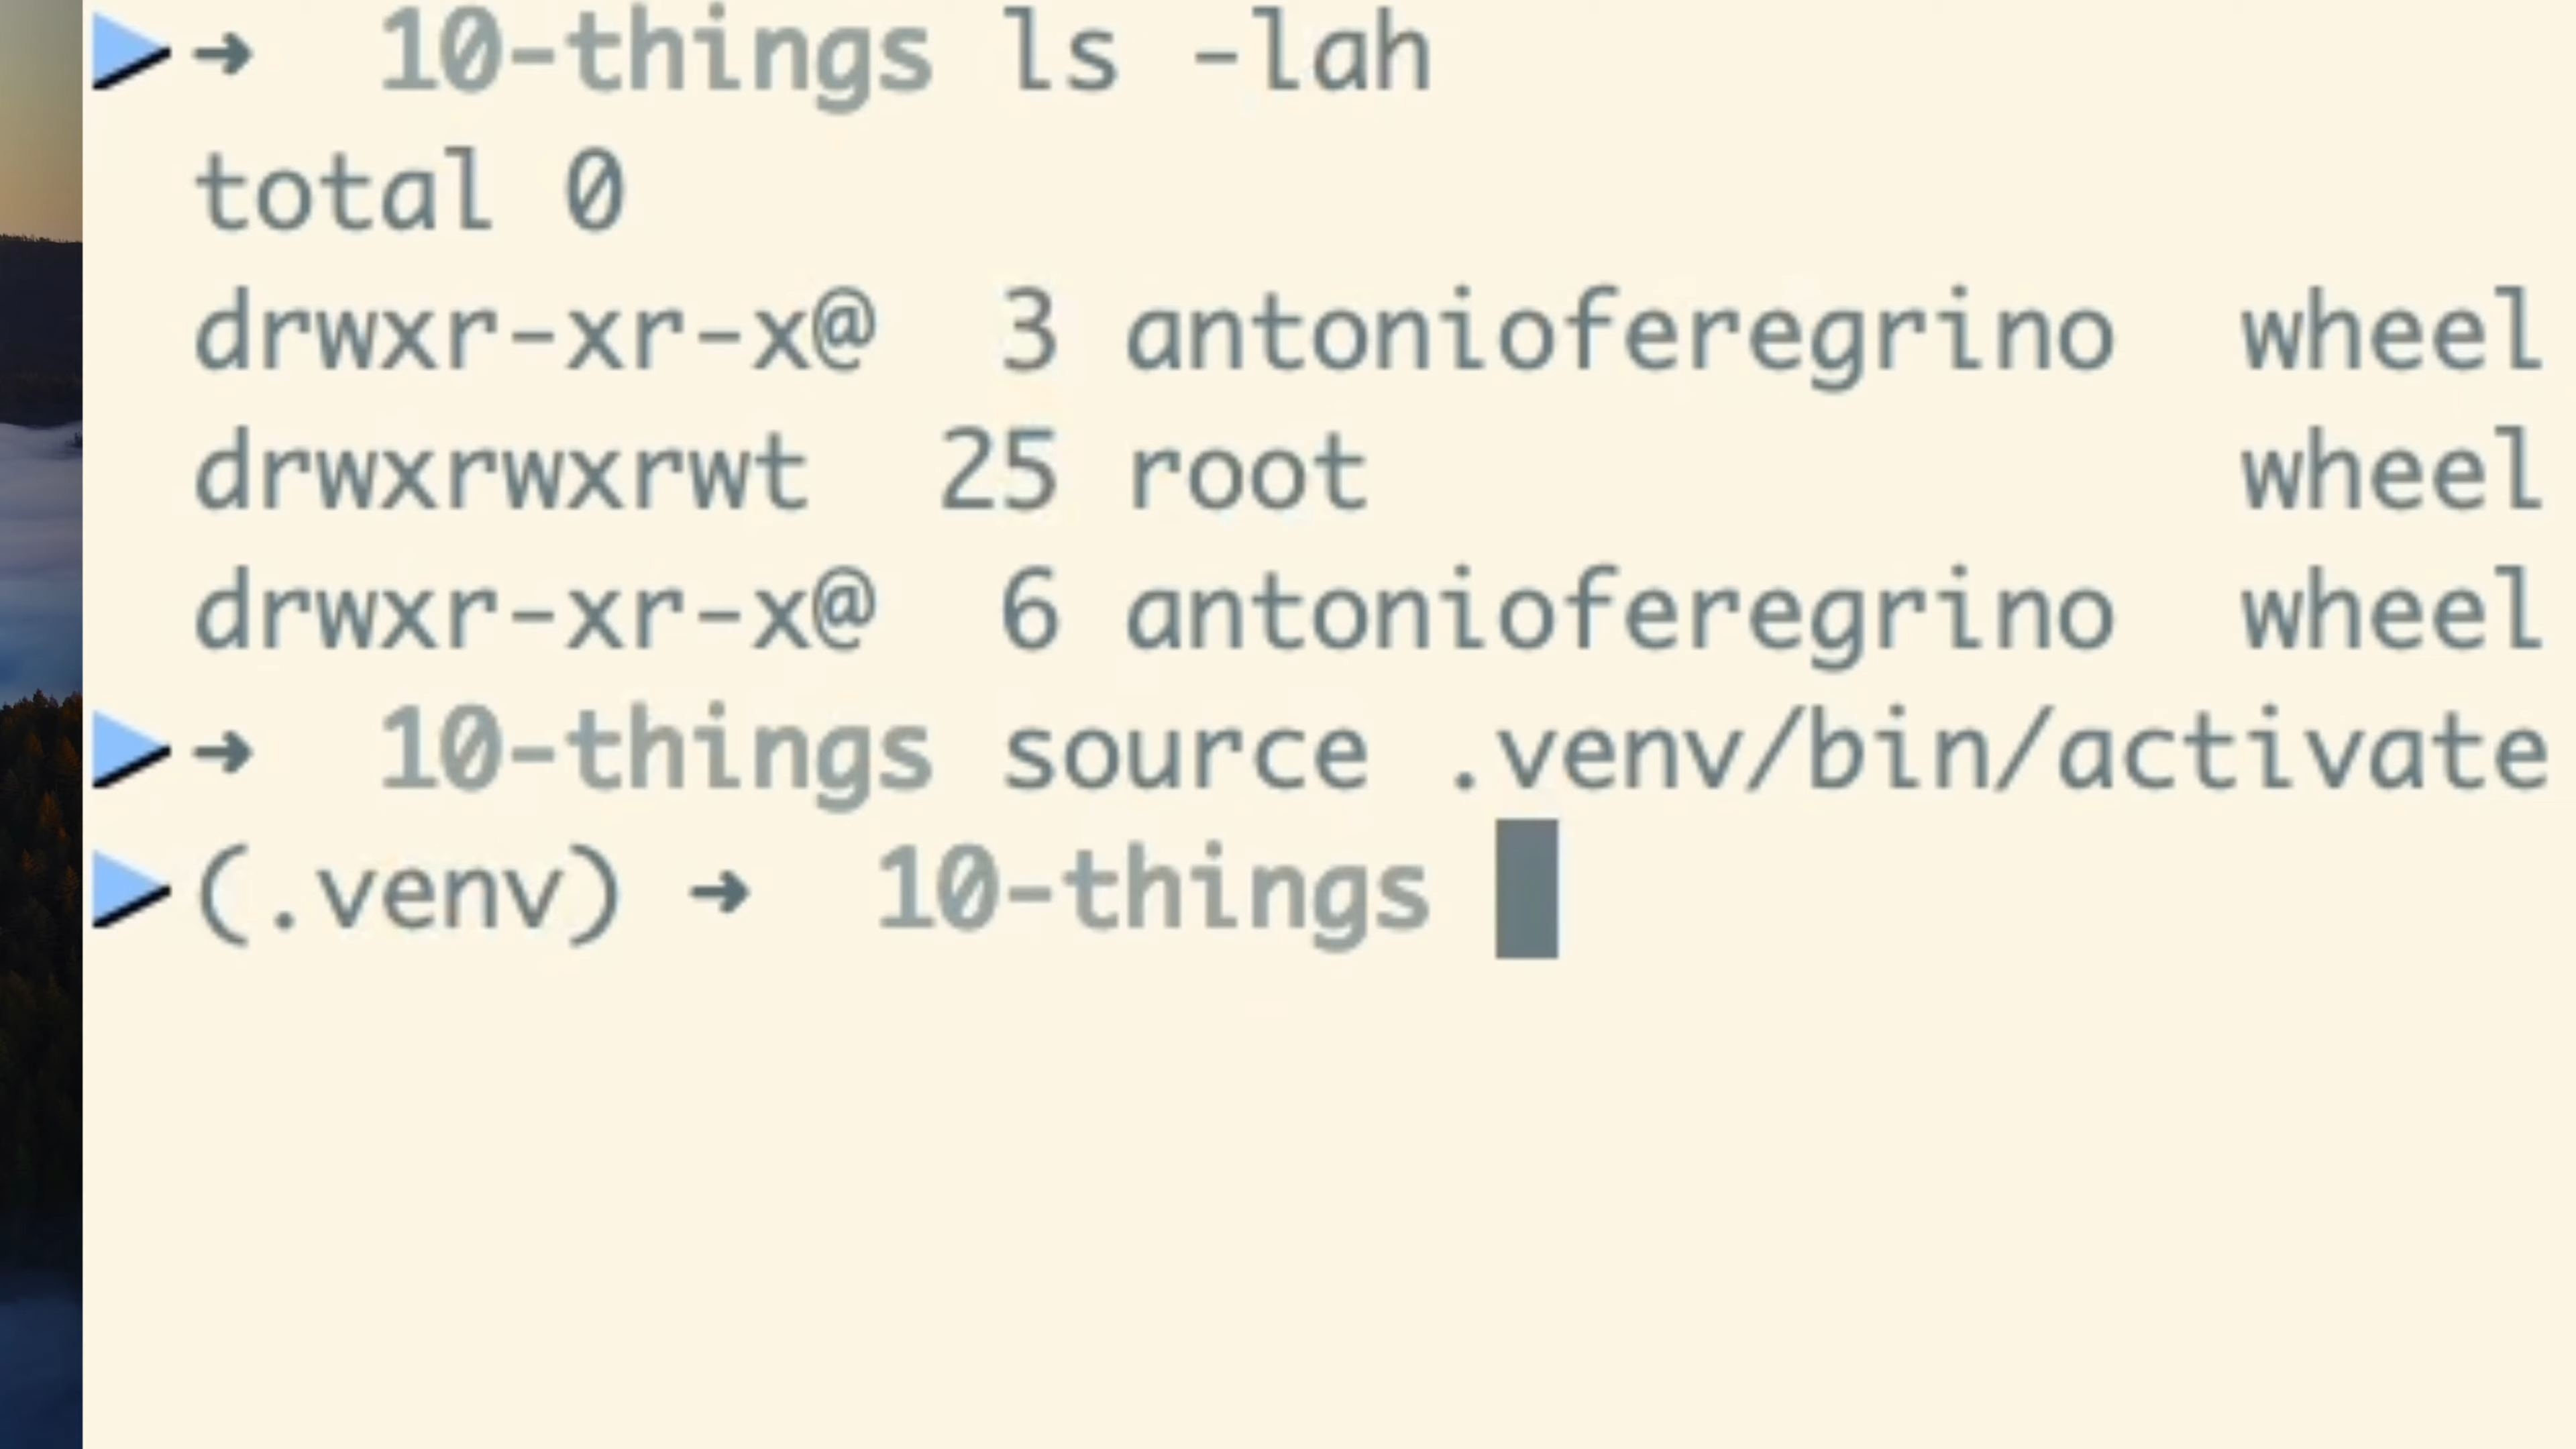 ➜  10-things ls -lah
total 0
drwxr-xr-x@  3 antonioferegrino  wheel
drwxrwxrwt  25 root              wheel
drwxr-xr-x@  6 antonioferegrino  wheel
➜  10-things source .venv/bin/activate
(.venv) ➜  10-things